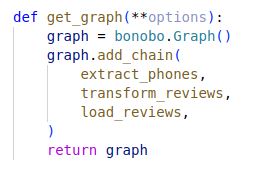 def get_graph(**options):
    graph = bonobo.Graph()
    graph.add_chain(
        extract_phones,
        transform_reviews,
        load_reviews,
    )
    return graph